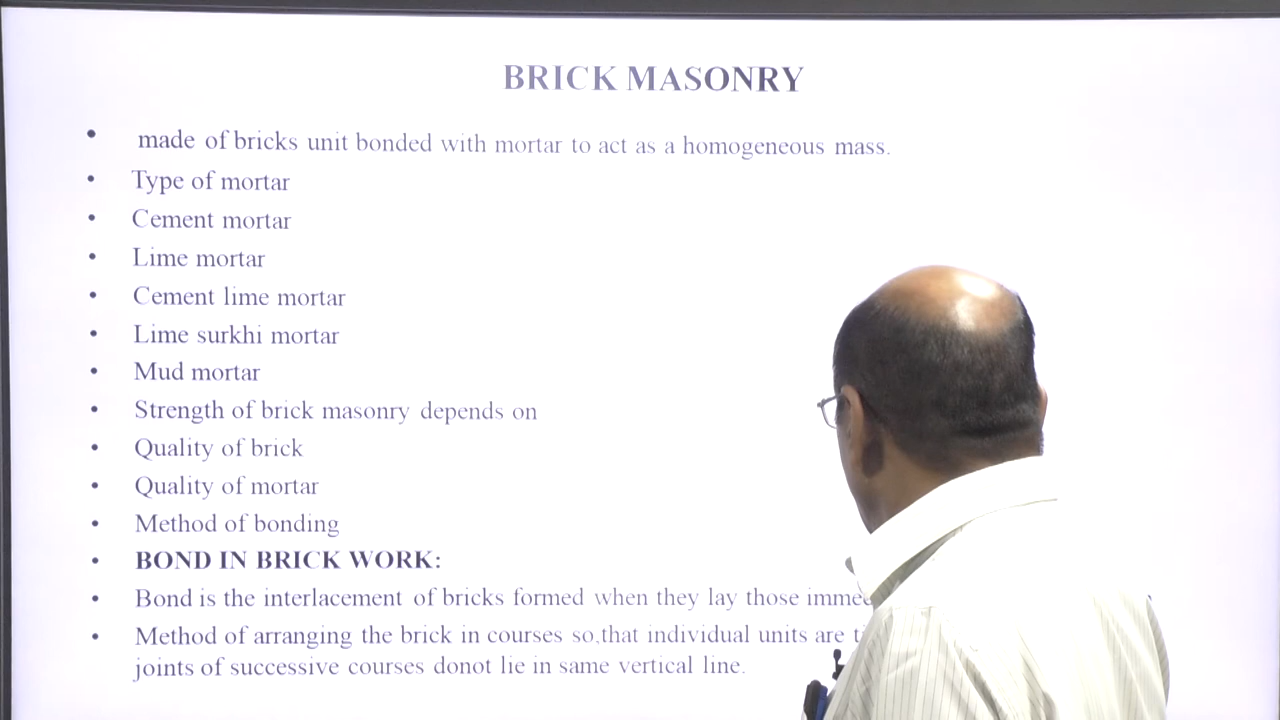 BRICK MASONRY
• made of bricks unit bonded with mortar to act as a homogeneous mass.
• Type of mortar
• Cement mortar
• Lime mortar
• Cement lime mortar
• Lime surkhi mortar
• Mud mortar
• Strength of brick masonry depends on
• Quality of brick
• Quality of mortar
• Method of bonding
• BOND IN BRICK WORK:
• Bond is the interlacement of bricks formed when they lay those
• Method of arranging the brick in courses so,that individual units are
joints of successive courses donot lie in same vertical line.